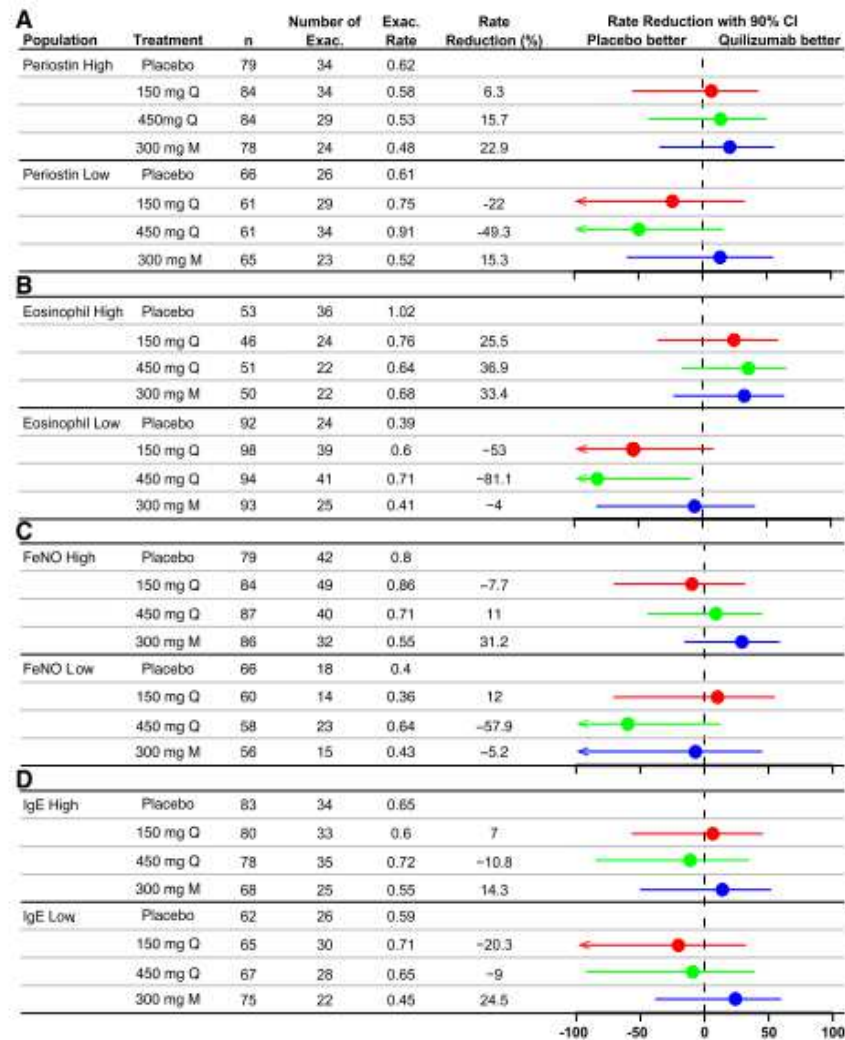 A Number of Exac. Rate Rate Reduction with 90% CI
Population Treatment n Exac. Rate Reduction (%) Placebo better Quilizumab better
Periostin High Placebo 79 34 0.62
150 mg Q 84 34 0.58 6.3
450mg Q 84 29 0.53 15.7
300 mg M 78 24 0.48 22.9
Periostin Low Placebo 66 26 0.61
150 mg Q 61 29 0.75 -22
450 mg Q 61 34 0.91 -49.3
300 mg M 65 23 0.52 15.3
B
Eosinophil High Placebo 53 36 1.02
150 mg Q 46 24 0.76 25.5
450 mg Q 51 22 0.64 36.9
300 mg M 50 22 0.68 33.4
Eosinophil Low Placebo 92 24 0.39
150 mg Q 98 39 0.6 −53
450 mg Q 94 41 0.71 −81.1
300 mg M 93 25 0.41 −4
C
FeNO High Placebo 79 42 0.8
150 mg Q 84 49 0.86 −7.7
450 mg Q 87 40 0.71 11
300 mg M 86 32 0.55 31.2
FeNO Low Placebo 66 18 0.4
150 mg Q 60 14 0.36 12
450 mg Q 58 23 0.64 −57.9
300 mg M 56 15 0.43 −5.2
D
IgE High Placebo 83 34 0.65
150 mg Q 80 33 0.6 7
450 mg Q 78 35 0.72 −10.8
300 mg M 68 25 0.55 14.3
IgE Low Placebo 62 26 0.59
150 mg Q 65 30 0.71 −20.3
450 mg Q 67 28 0.65 −9
300 mg M 75 22 0.45 24.5
-100 -50 0 50 100